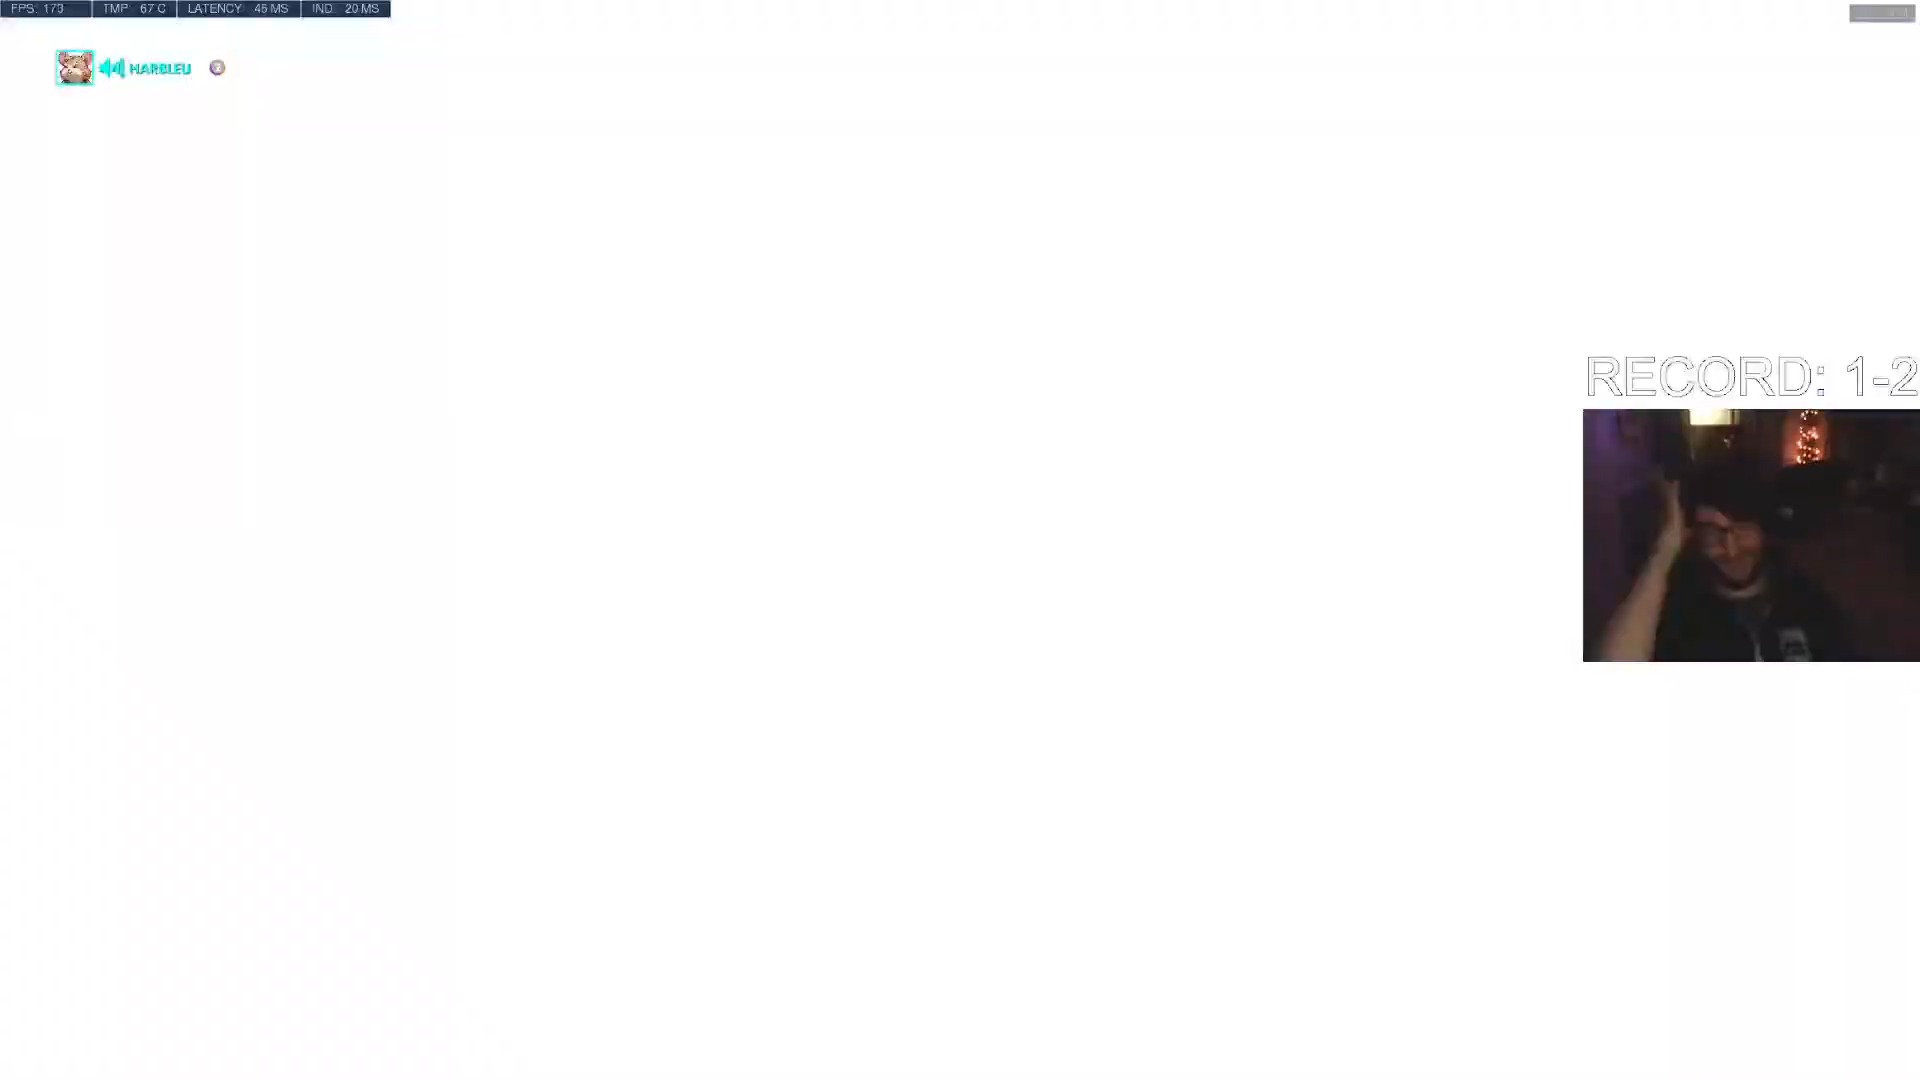 FPS: 173 TMP: 67 C LATENCY: 45 MS IND: 20 MS
HARBLEU
RECORD: 1-2